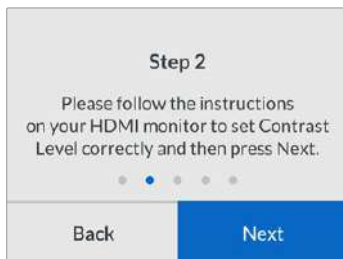 Step 2
Please follow the instructions
on your HDMI monitor to set Contrast
Level correctly and then press Next.
Back
Next